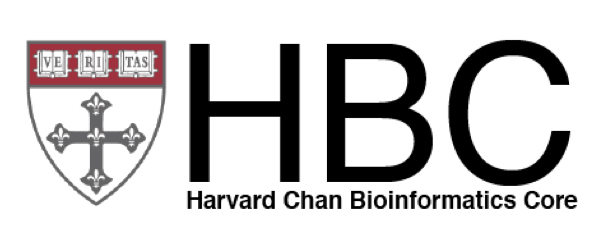 VE RI TAS
HBC
Harvard Chan Bioinformatics Core